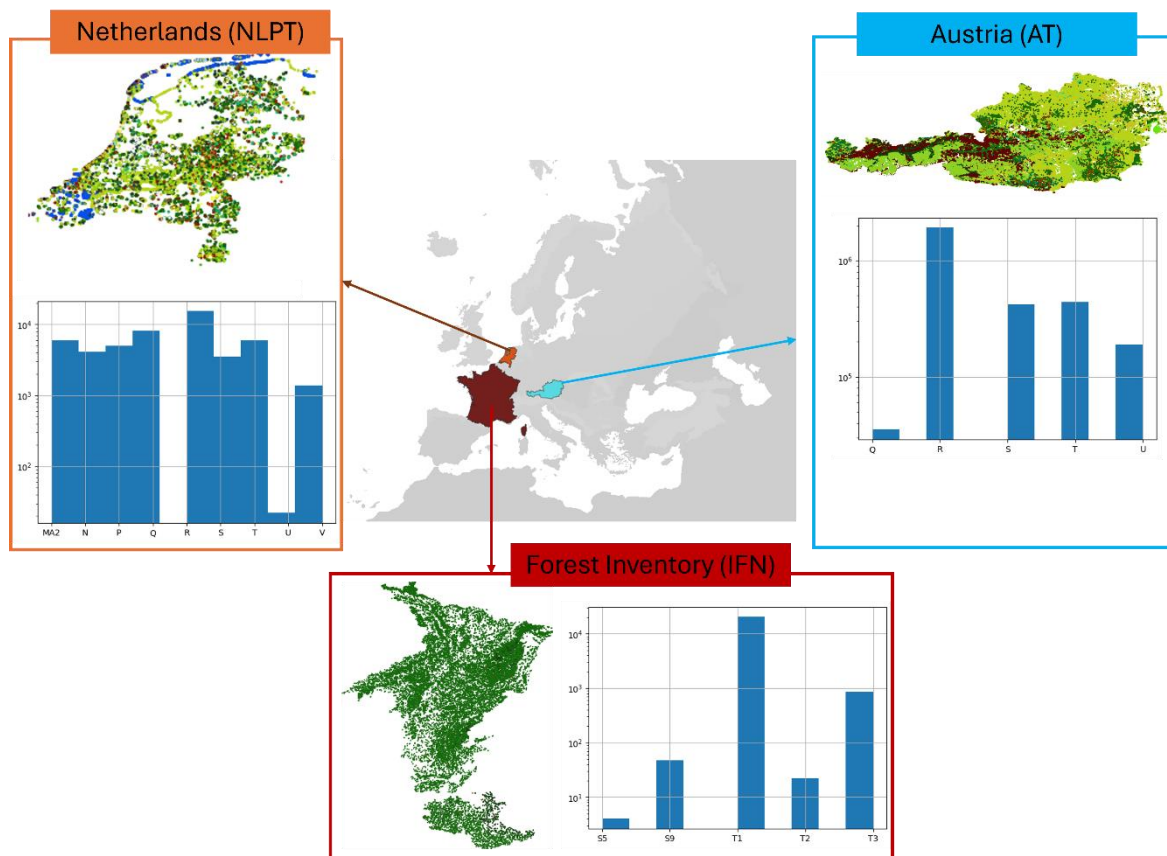 Netherlands (NLPT)
Austria (AT)
10⁴
10³
10²
MA2 N P Q R S T U V
10⁶
10⁵
Q R S T U
Forest Inventory (IFN)
10⁴
10³
10²
10¹
S5 S9 T1 T2 T3